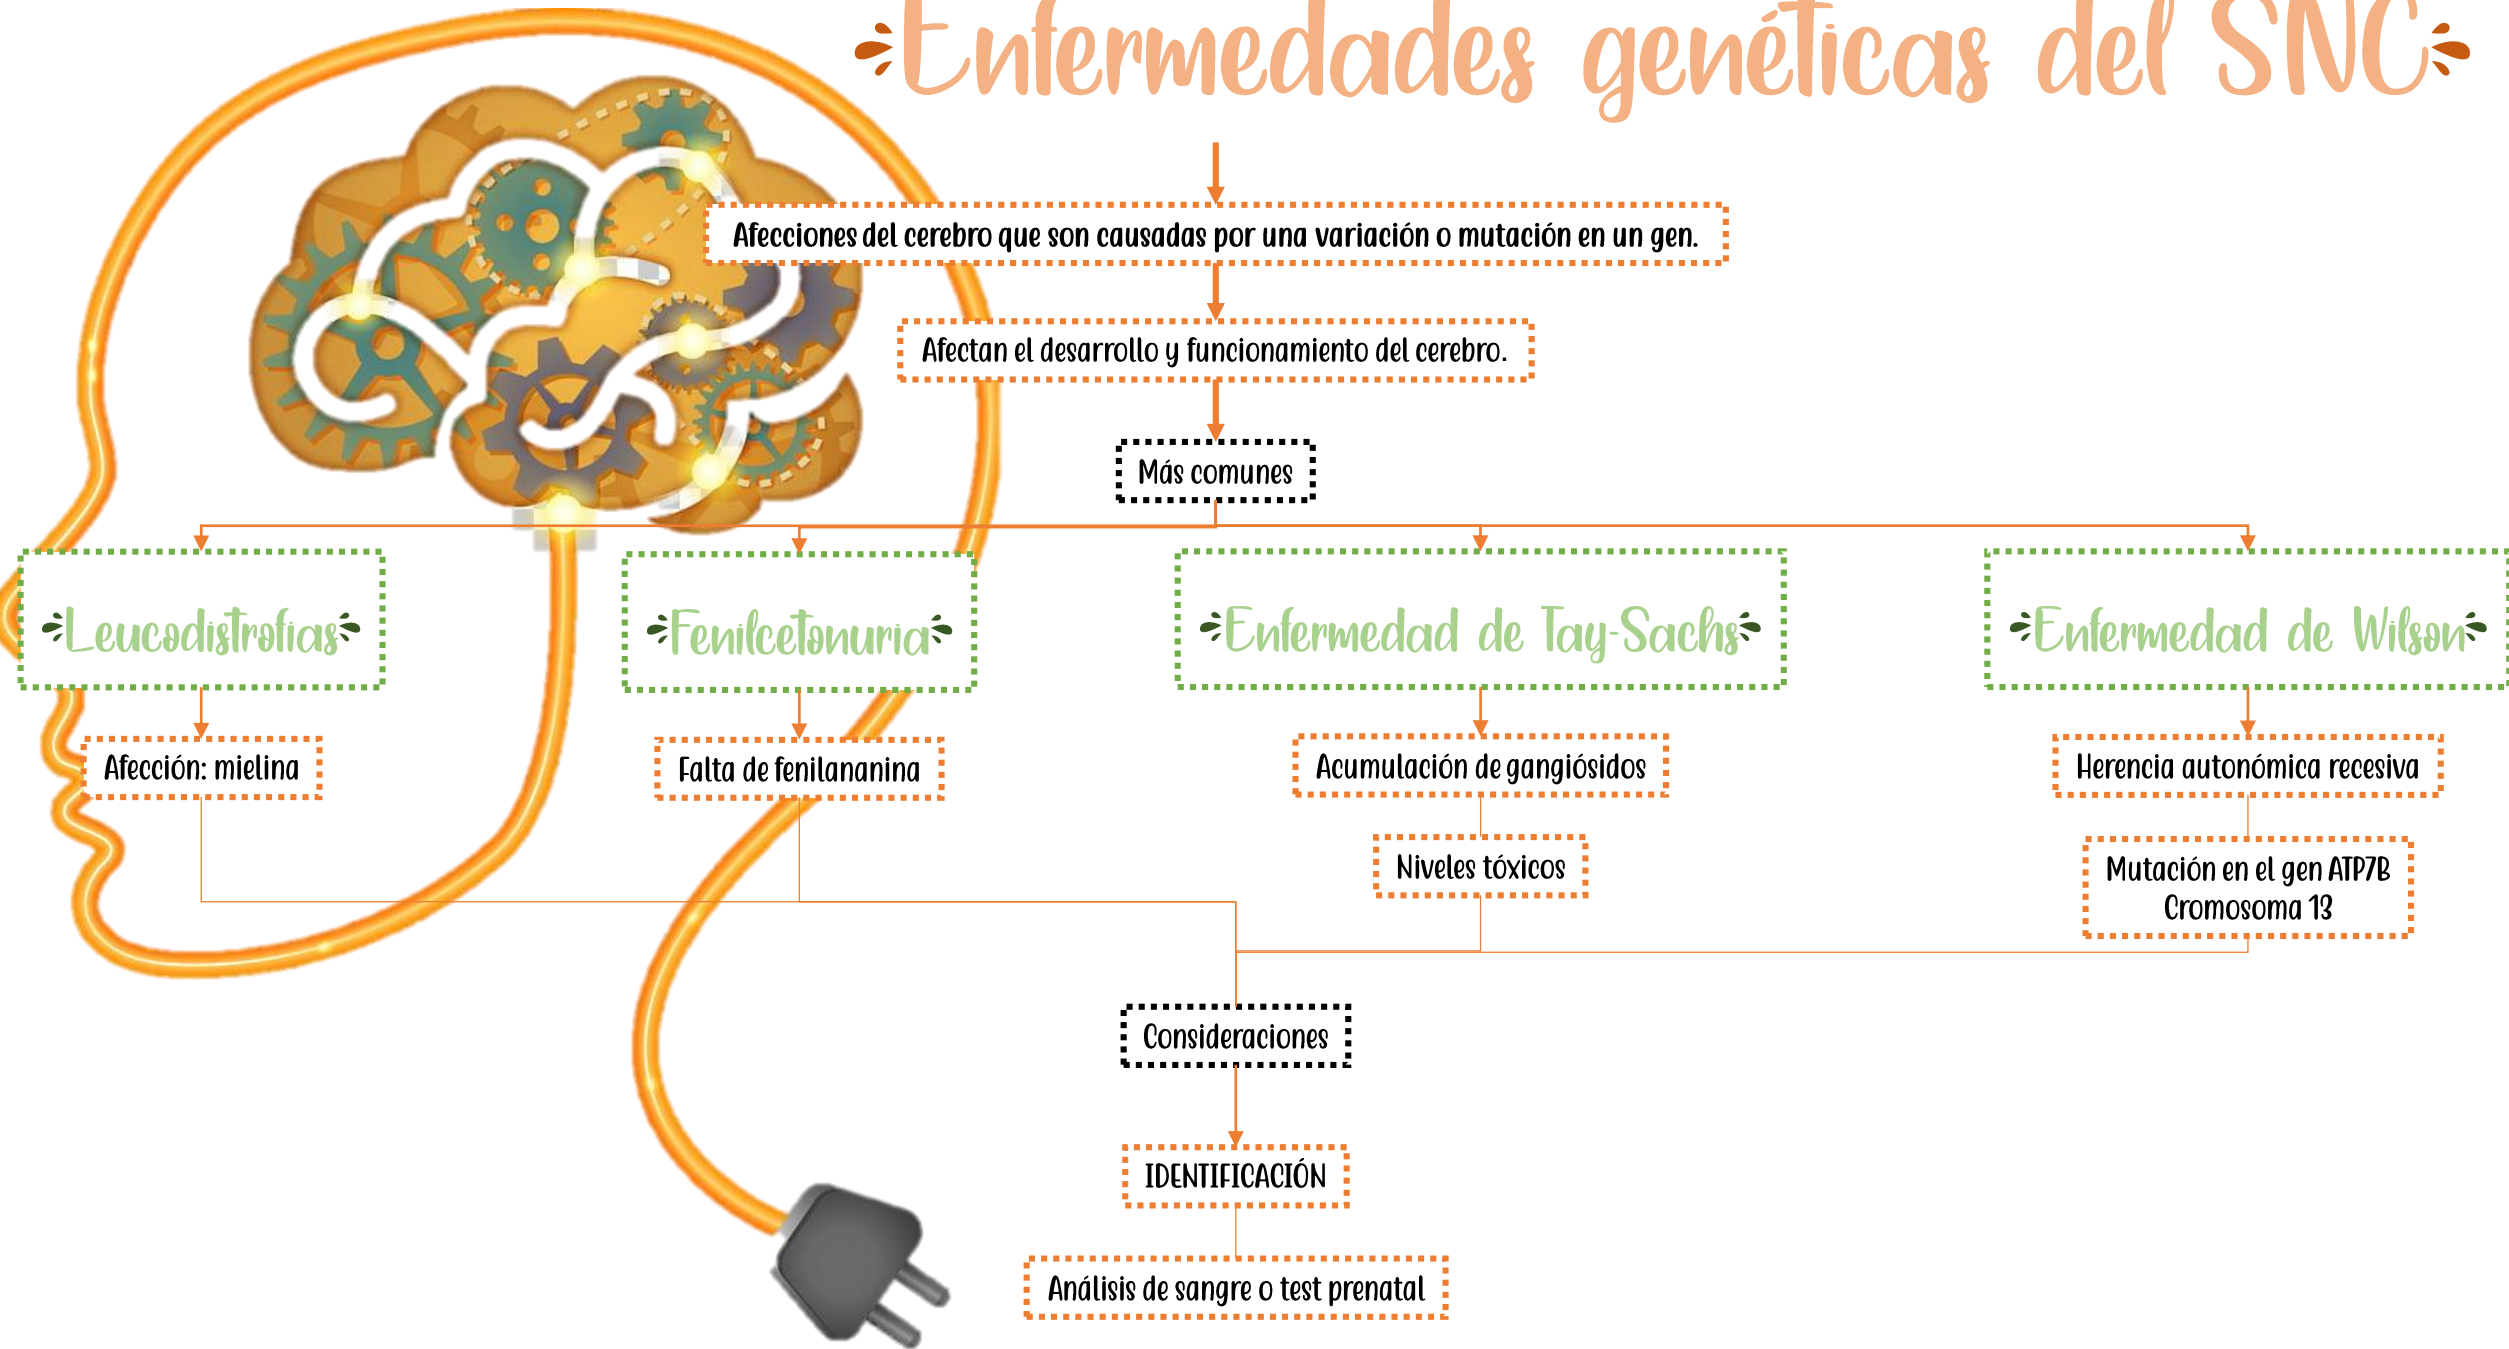 Enfermedades genéticas del SNC
Afecciones del cerebro que son causadas por una variación o mutación en un gen.
Afectan el desarrollo y funcionamiento del cerebro.
Más comunes
Leucodistrofias
Fenilcetonuria
Enfermedad de Tay-Sachs
Enfermedad de Wilson
Afección: mielina
Falta de fenilananina
Acumulación de gangiósidos
Herencia autonómica recesiva
Niveles tóxicos
Mutación en el gen ATP7B
Cromosoma 13
Consideraciones
IDENTIFICACIÓN
Análisis de sangre o test prenatal